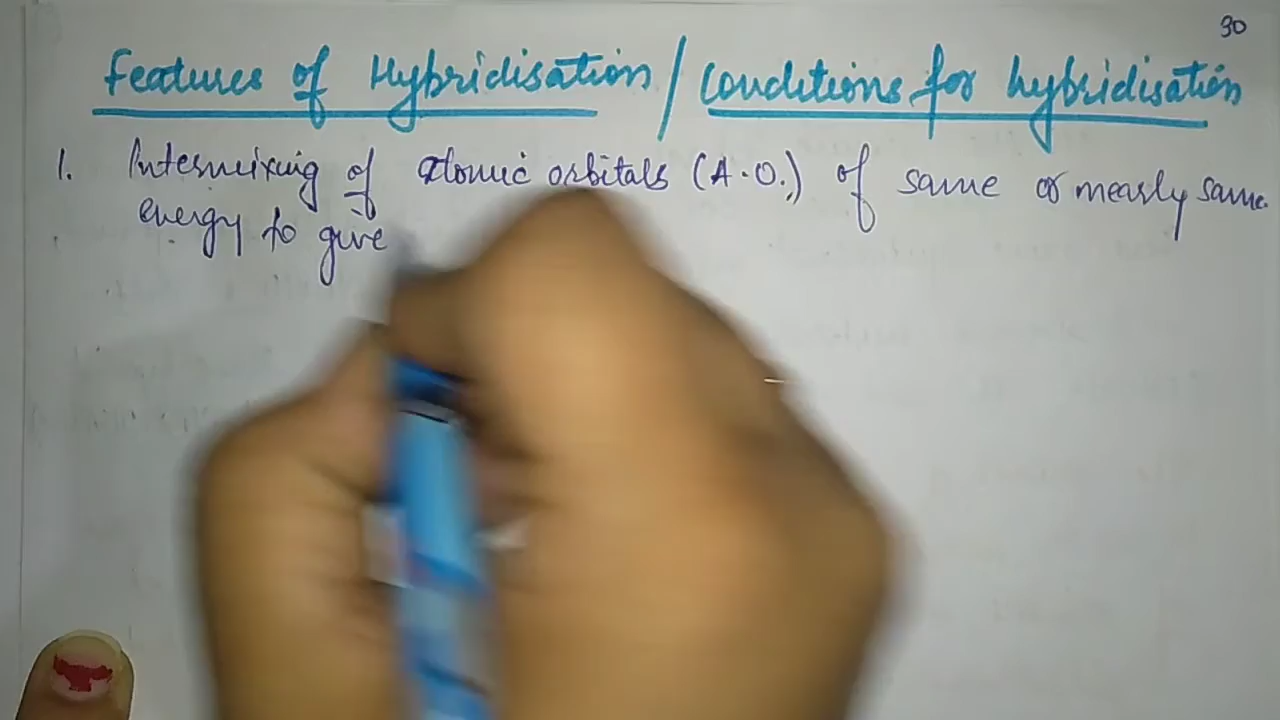 30
Features of Hybridisation / Conditions for hybridisation
1. Intermixing of atomic orbitals (A.O.) of same or nearly same
energy to give